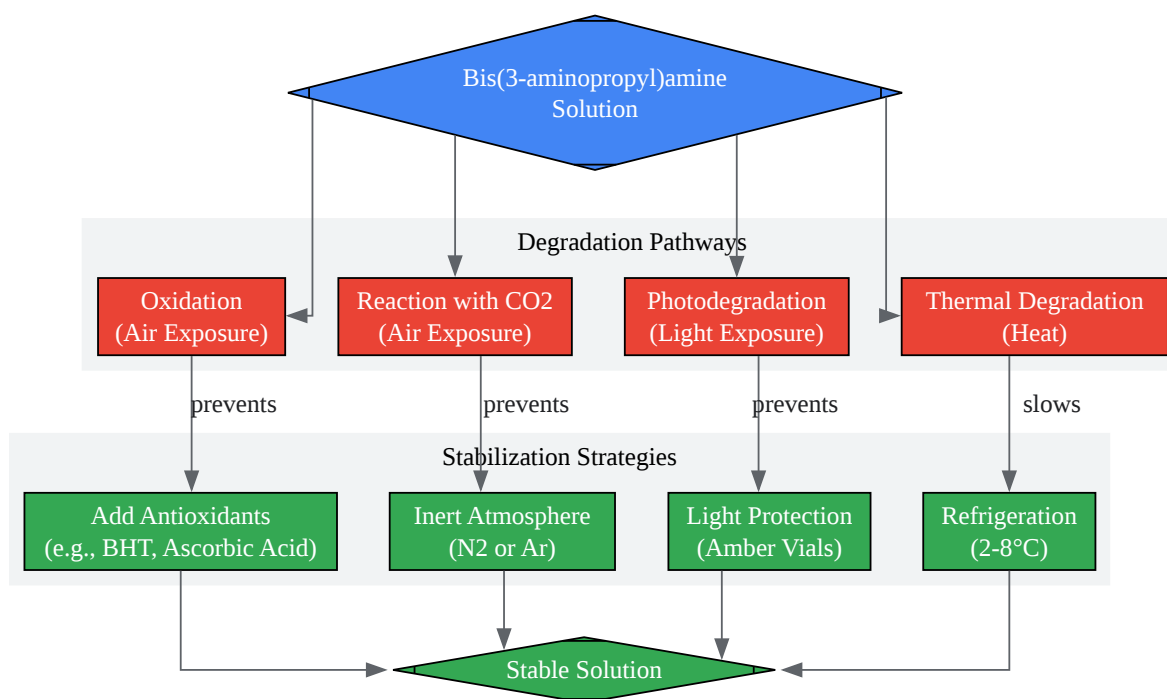 Bis(3-aminopropyl)amine
Solution
Degradation Pathways
Oxidation
(Air Exposure)
Reaction with CO2
(Air Exposure)
Photodegradation
(Light Exposure)
Thermal Degradation
(Heat)
prevents
prevents
prevents
slows
Stabilization Strategies
Add Antioxidants
(e.g., BHT, Ascorbic Acid)
Inert Atmosphere
(N2 or Ar)
Light Protection
(Amber Vials)
Refrigeration
(2-8°C)
Stable Solution